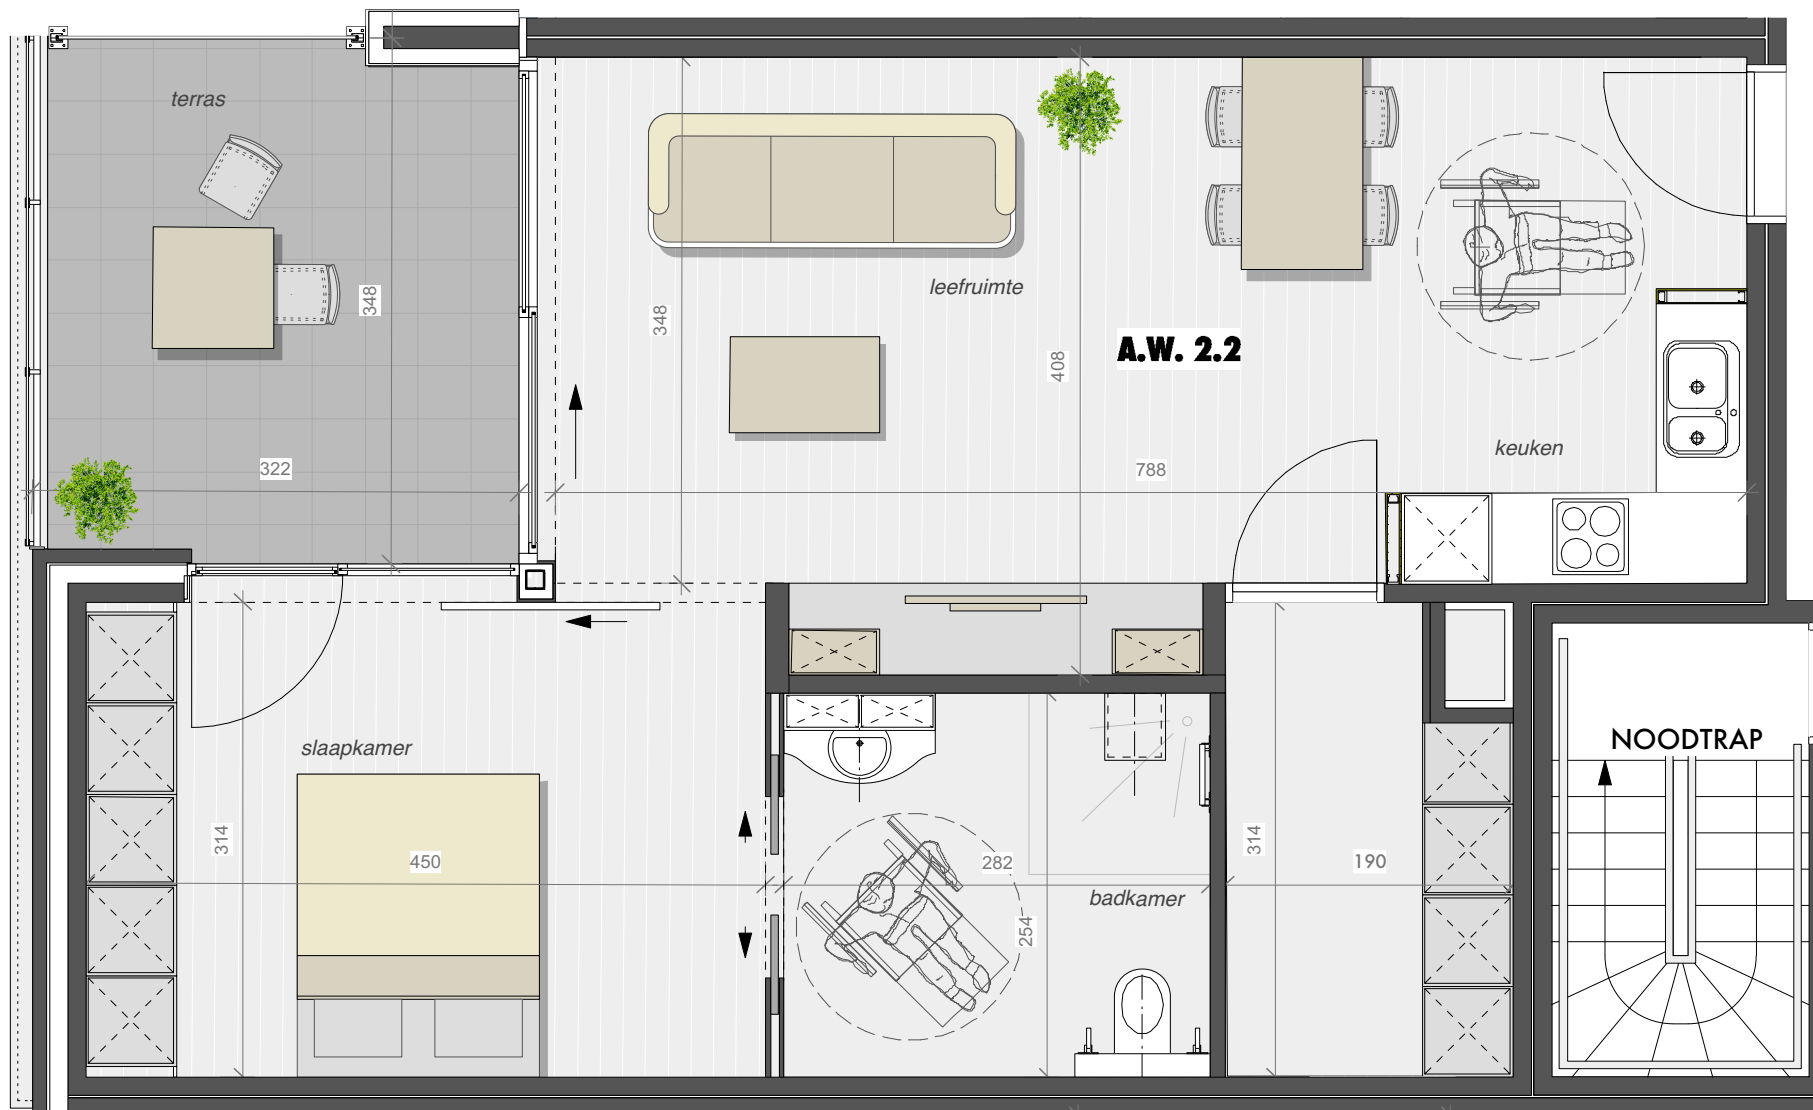 terras
348
322
leefruimte
348
408
A.W. 2.2
788
keuken
slaapkamer
314
450
282
254
badkamer
314
190
NOODTRAP